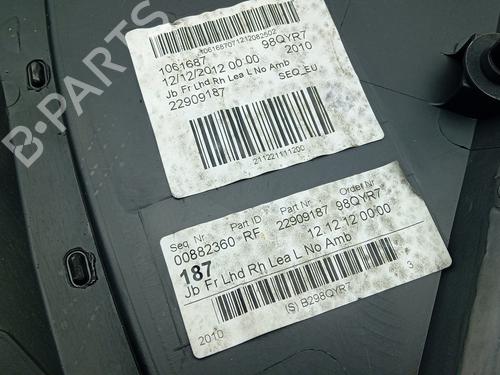 1061687071212082502
1061687 98QYR7
12/12/2012 00:00 2010
Jb Fr Lhd Rh Lea L No Amb
22909187 SEQ_EU
211221111200
Seq. Nr Part ID Part Nr Order Nr
00882360 RF 22909187 98QYR7
187 12.12.12 00:00
Jb Fr Lhd Rh Lea L No Amb
(S) B298QYR7
2010 3
B-PARTS